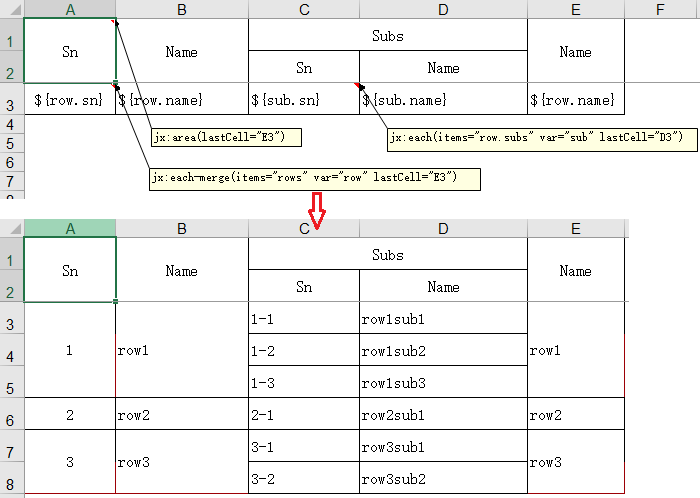 A B C D E F
1 Sn Name Subs Name
2 Sn Name
3 ${row.sn} ${row.name} ${sub.sn} ${sub.name} ${row.name}
4
jx:area(lastCell="E3") jx:each(items="row.subs" var="sub" lastCell="D3")
5
6
jx:each-merge(items="rows" var="row" lastCell="E3")
7
A B C D E
1 Sn Name Subs Name
2 Sn Name
3 1-1 row1sub1
4 1 row1 1-2 row1sub2 row1
5 1-3 row1sub3
6 2 row2 2-1 row2sub1 row2
7 3-1 row3sub1
3 row3 row3
8 3-2 row3sub2